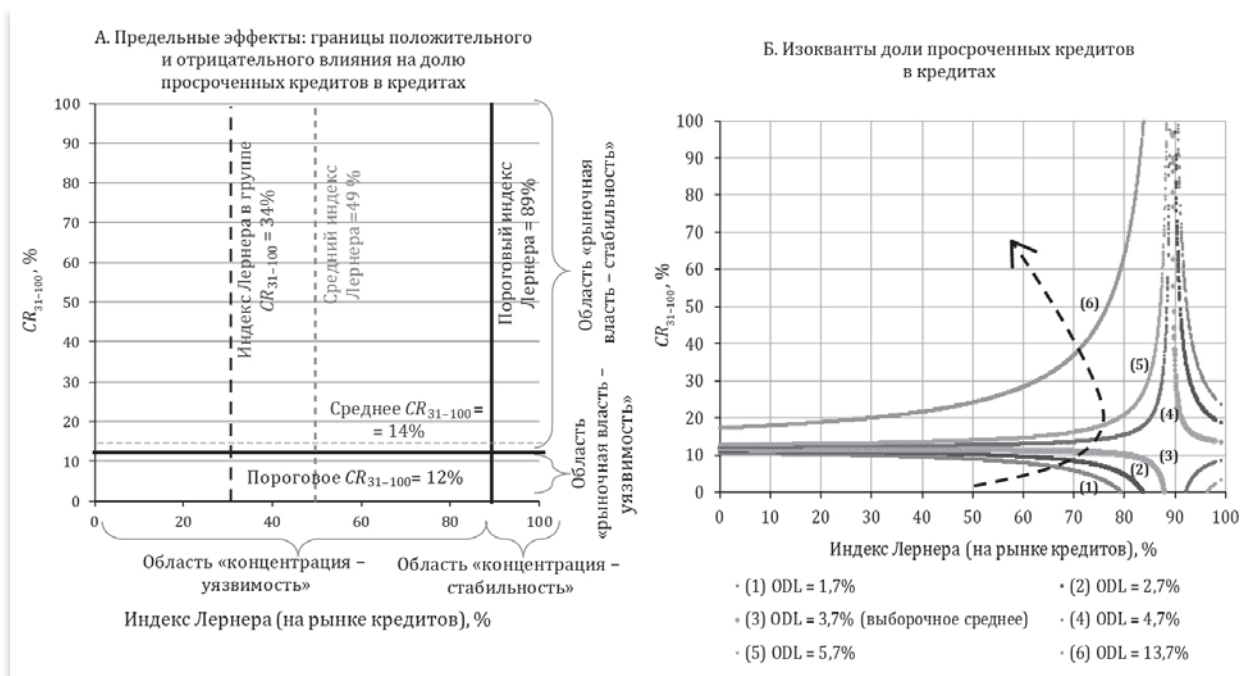 А. Предельные эффекты: границы положительного
и отрицательного влияния на долю
просроченных кредитов в кредитах
100
90
80
70
60
50
40
30
20
10
0
CR31–100, %
Индекс Лернера в группе
CR31–100 = 34%
Средний индекс
Лернера =49 %
Пороговый индекс
Лернера = 89%
Среднее CR31–100 =
= 14%
Пороговое CR31–100= 12%
Область «рыночная
власть – стабильность»
Область
«рыночная власть –
уязвимость»
0 20 40 60 80 100
Область «концентрация –
уязвимость»
Область «концентрация –
стабильность»
Индекс Лернера (на рынке кредитов), %
Б. Изокванты доли просроченных кредитов
в кредитах
100
90
80
70
60
50
40
30
20
10
0
CR31–100, %
(6)
(5)
(4)
(3)
(2)
(1)
0 10 20 30 40 50 60 70 80 90 100
Индекс Лернера (на рынке кредитов), %
(1) ODL = 1,7%
(2) ODL = 2,7%
(3) ODL = 3,7% (выборочное среднее)
(4) ODL = 4,7%
(5) ODL = 5,7%
(6) ODL = 13,7%